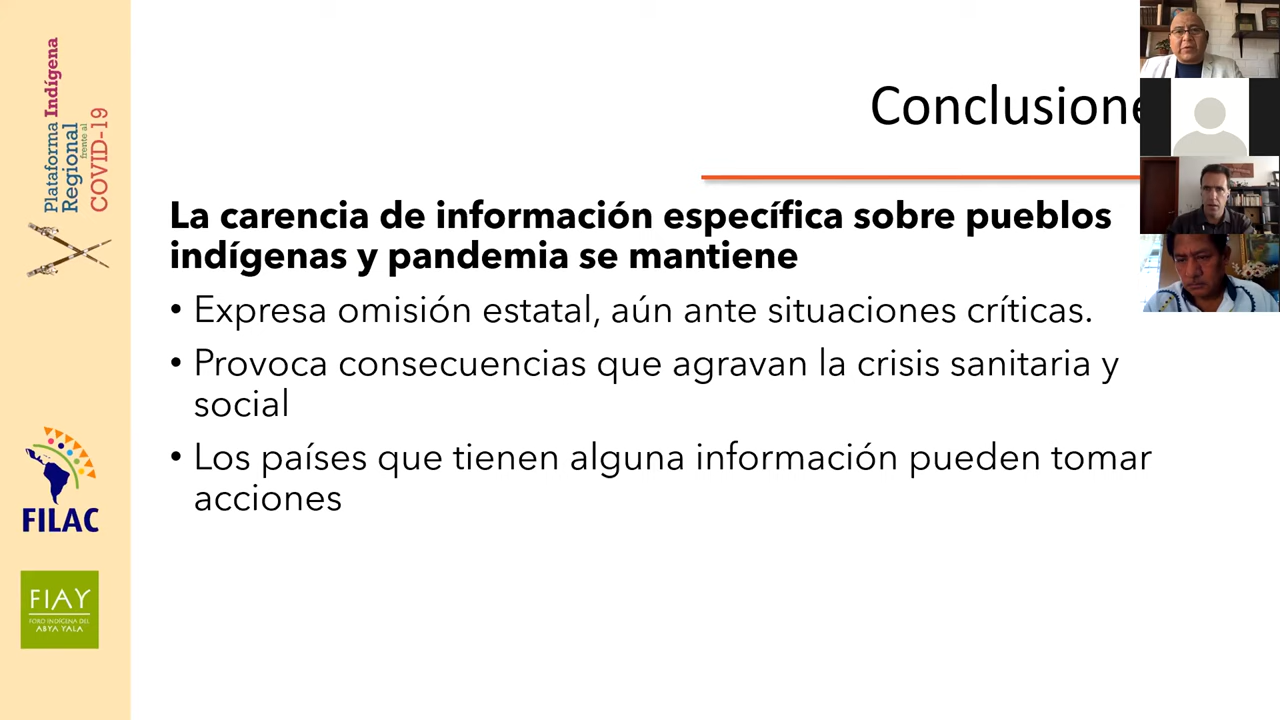 Plataforma Indígena
Regional
frente al
COVID-19
Conclusione
La carencia de información específica sobre pueblos
indígenas y pandemia se mantiene
• Expresa omisión estatal, aún ante situaciones críticas.
• Provoca consecuencias que agravan la crisis sanitaria y
social
• Los países que tienen alguna información pueden tomar
acciones
FILAC
FIAY
FORO INDÍGENA DEL
ABYA YALA